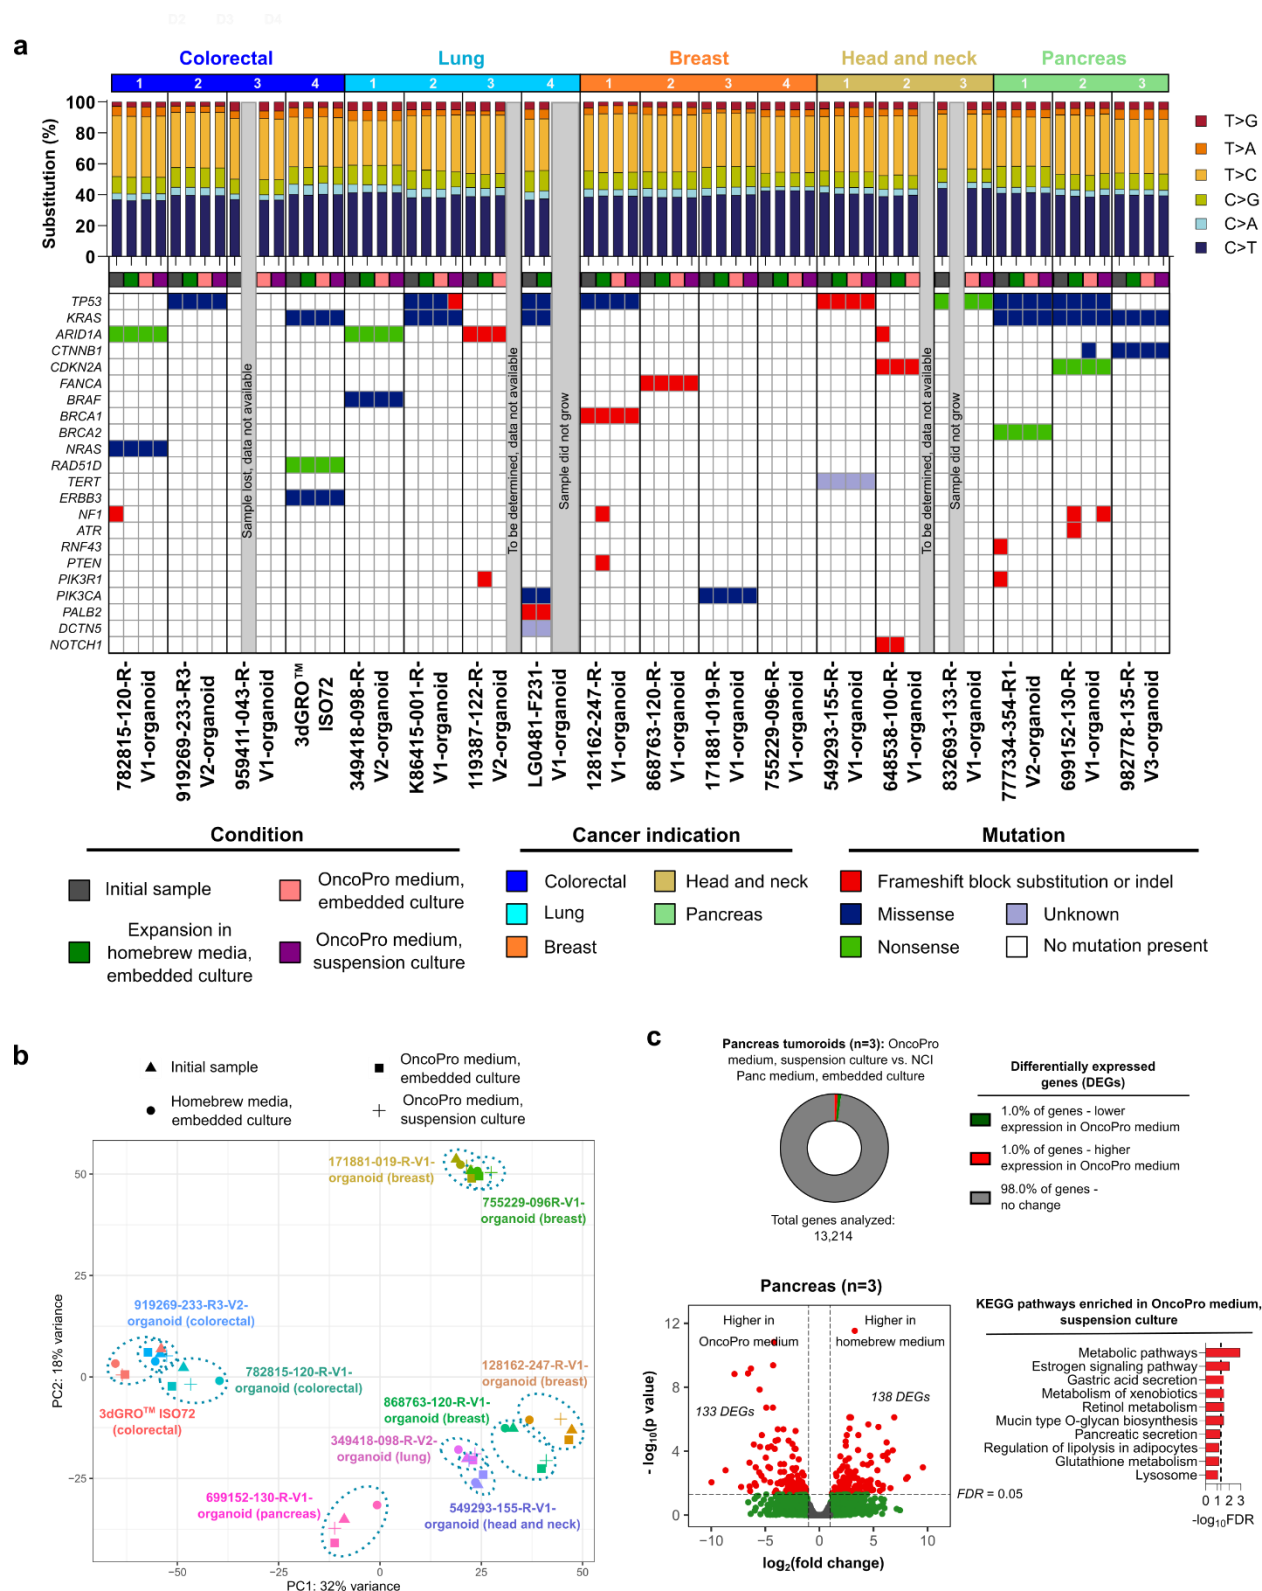 D2 D3 D4
a
Colorectal Lung Breast Head and neck Pancreas
1 2 3 4 1 2 3 4 1 2 3 4 1 2 3 1 2 3
Substitution (%)
100
80
60
40
20
0
T>G
T>A
T>C
C>G
C>A
C>T
TP53
KRAS
ARID1A
CTNNB1
CDKN2A
FANCA
BRAF
BRCA1
BRCA2
NRAS
RAD51D
TERT
ERBB3
NF1
ATR
RNF43
PTEN
PIK3R1
PIK3CA
PALB2
DCTN5
NOTCH1
Sample lost, data not available
To be determined, data not available
Sample did not grow
To be determined, data not available
Sample did not grow
782815-120-R-
V1-organoid
919269-233-R3-
V2-organoid
959411-043-R-
V1-organoid
3dGRO™
ISO72
349418-098-R-
V2-organoid
K86415-001-R-
V1-organoid
119387-122-R-
V2-organoid
LG0481-F231-
V1-organoid
128162-247-R-
V1-organoid
868763-120-R-
V1-organoid
171881-019-R-
V1-organoid
755229-096-R-
V1-organoid
549293-155-R-
V1-organoid
648538-100-R-
V1-organoid
832693-133-R-
V1-organoid
777334-354-R1-
V2-organoid
699152-130-R-
V1-organoid
982778-135-R-
V3-organoid
Condition
Initial sample
Expansion in
homebrew media,
embedded culture
OncoPro medium,
embedded culture
OncoPro medium,
suspension culture
Cancer indication
Colorectal
Lung
Breast
Head and neck
Pancreas
Mutation
Frameshift block substitution or indel
Missense
Nonsense
Unknown
No mutation present
b
Initial sample
Homebrew media,
embedded culture
OncoPro medium,
embedded culture
OncoPro medium,
suspension culture
PC2: 18% variance
50
25
0
−25
171881-019-R-V1-
organoid (breast)
755229-096R-V1-
organoid (breast)
919269-233-R3-V2-
organoid (colorectal)
782815-120-R-V1-
organoid (colorectal)
3dGRO™ ISO72
(colorectal)
128162-247-R-V1-
organoid (breast)
868763-120-R-V1-
organoid (breast)
349418-098-R-V2-
organoid (lung)
699152-130-R-V1-
organoid (pancreas)
549293-155-R-V1-
organoid (head and neck)
−50 −25 0 25 50
PC1: 32% variance
c
Pancreas tumoroids (n=3): OncoPro
medium, suspension culture vs. NCI
Panc medium, embedded culture
Total genes analyzed:
13,214
Differentially expressed
genes (DEGs)
1.0% of genes - lower
expression in OncoPro medium
1.0% of genes - higher
expression in OncoPro medium
98.0% of genes -
no change
Pancreas (n=3)
- log10(p value)
12
8
4
0
Higher in
OncoPro medium
Higher in
homebrew medium
133 DEGs
138 DEGs
FDR = 0.05
−10 −5 0 5 10
log2(fold change)
KEGG pathways enriched in OncoPro medium,
suspension culture
Metabolic pathways
Estrogen signaling pathway
Gastric acid secretion
Metabolism of xenobiotics
Retinol metabolism
Mucin type O-glycan biosynthesis
Pancreatic secretion
Regulation of lipolysis in adipocytes
Glutathione metabolism
Lysosome
0 1 2 3
-log10FDR